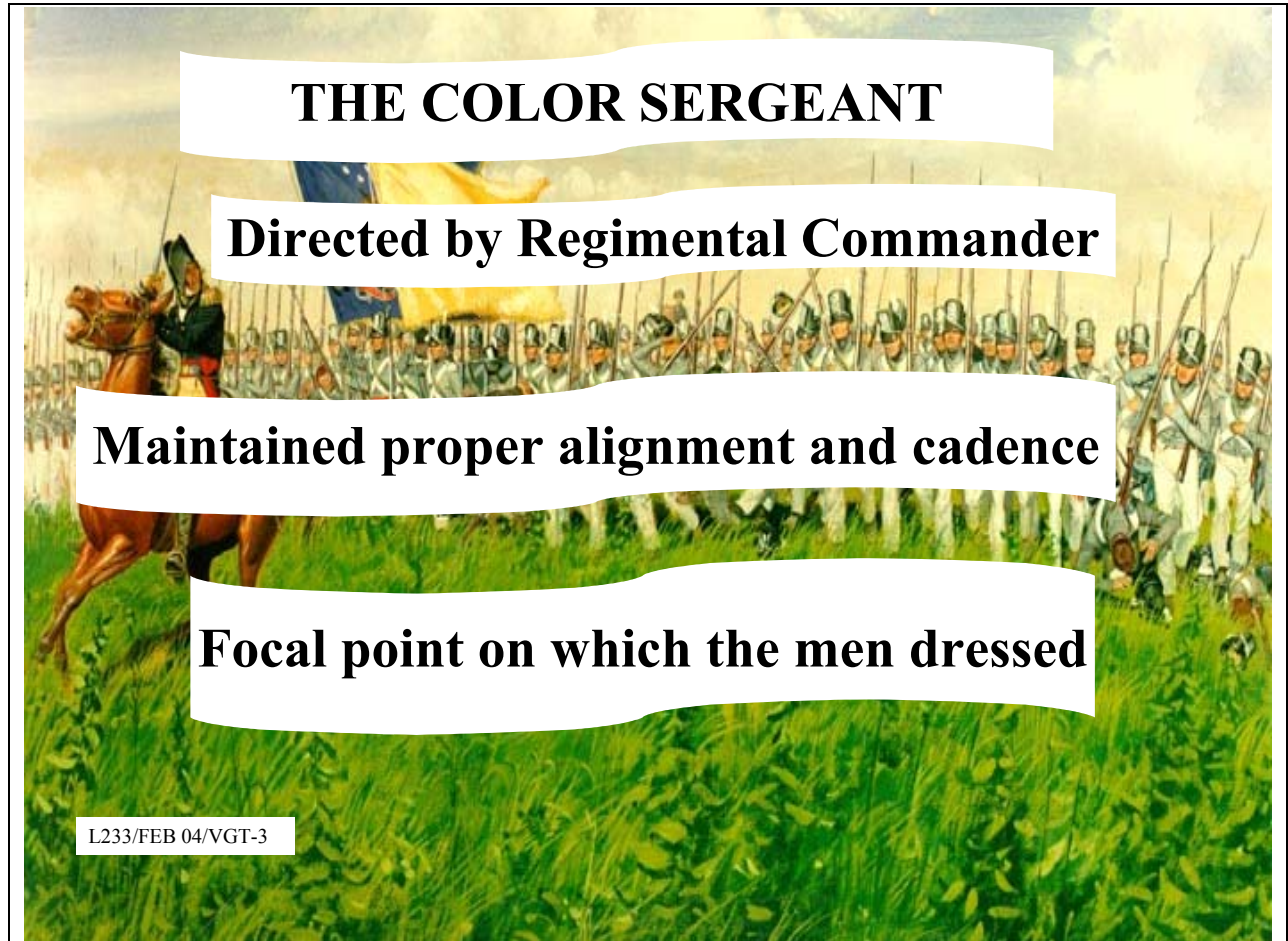 THE COLOR SERGEANT
Directed by Regimental Commander
Maintained proper alignment and cadence
Focal point on which the men dressed
L233/FEB 04/VGT-3